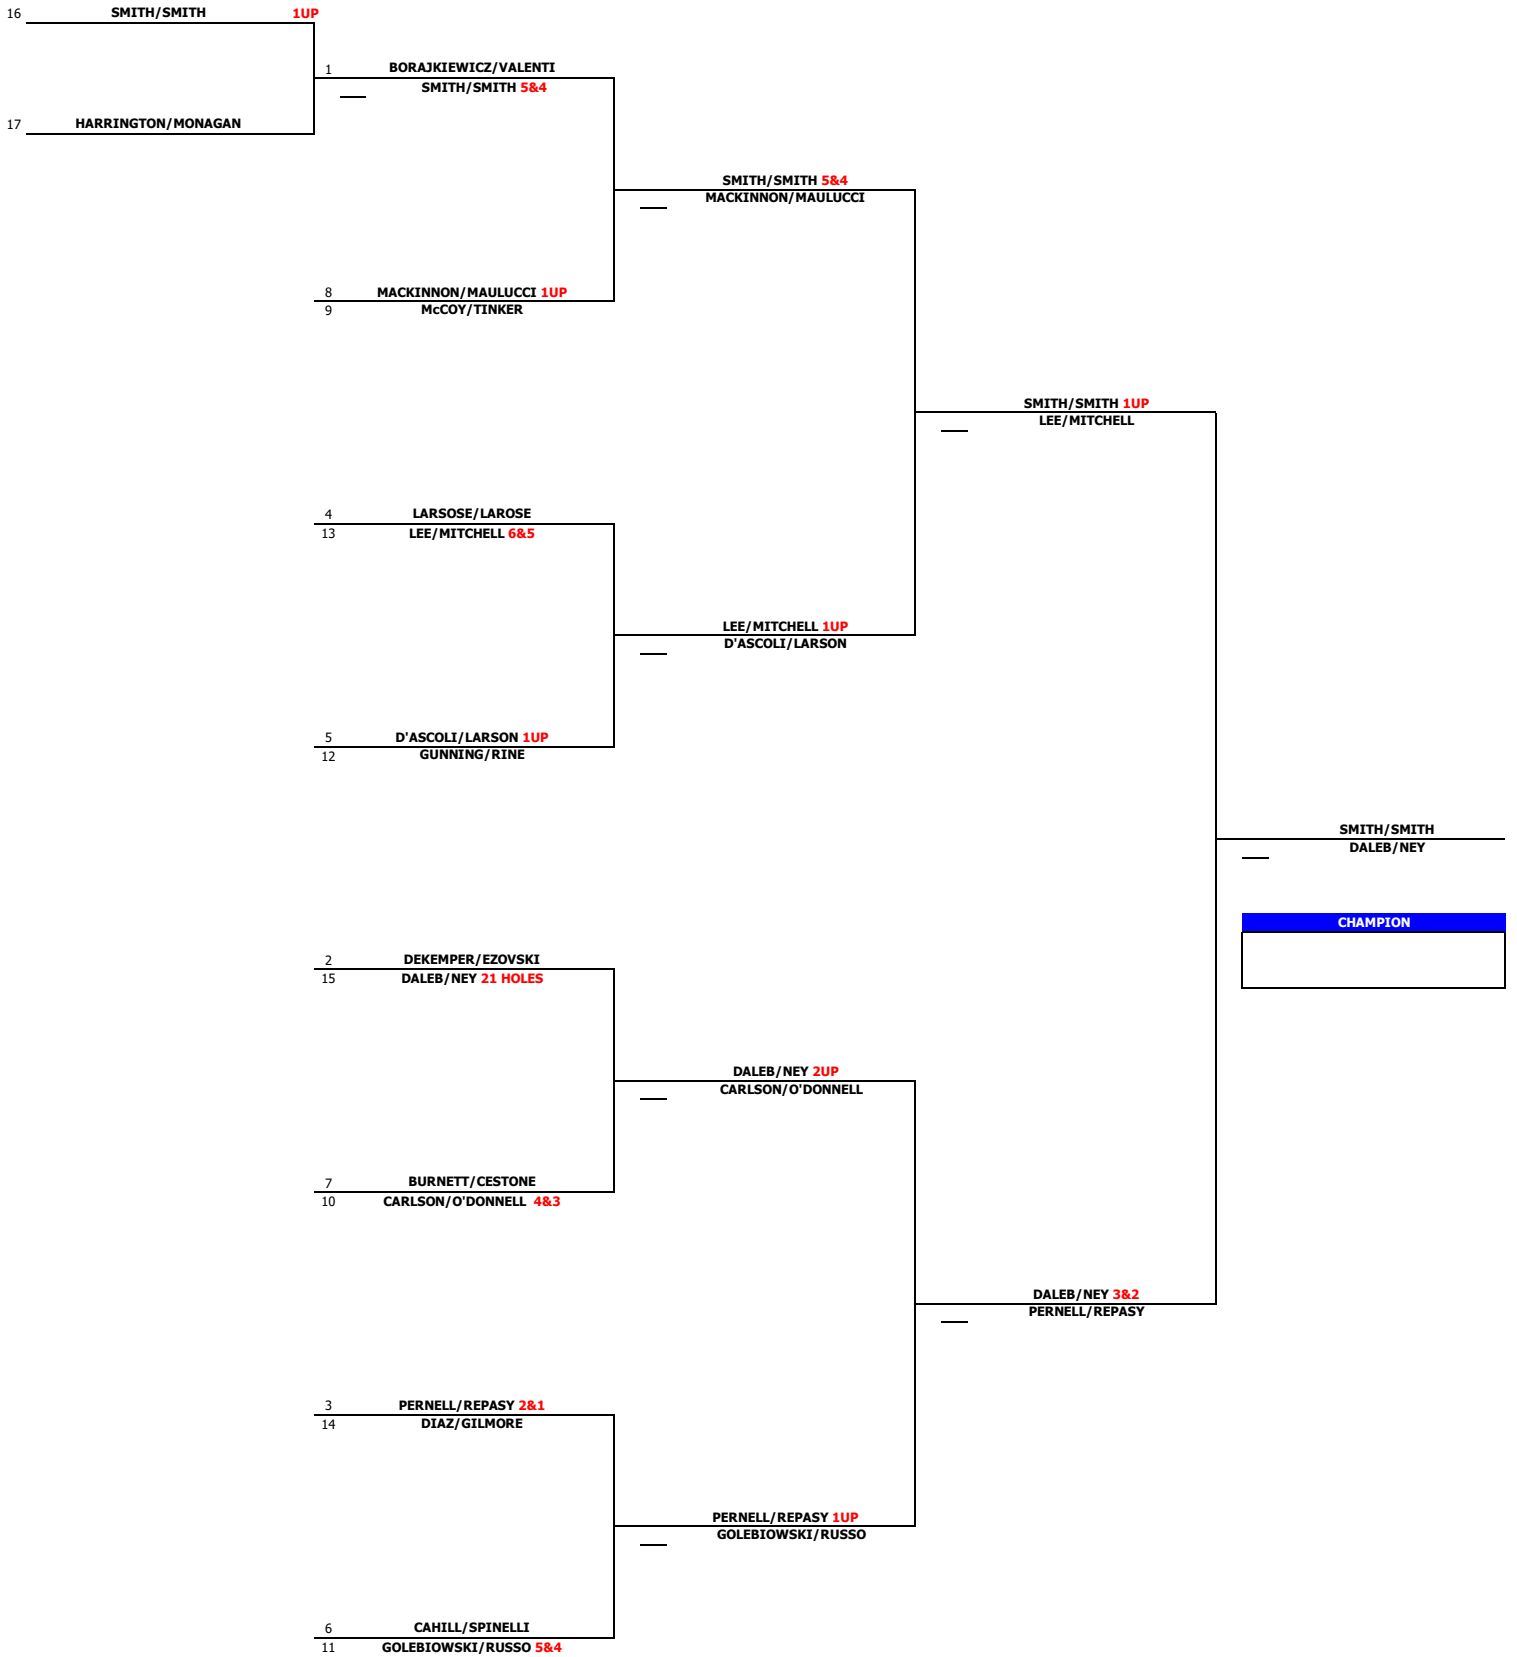 16 SMITH/SMITH 1UP
1 BORAJKIEWICZ/VALENTI
SMITH/SMITH 5&4
17 HARRINGTON/MONAGAN
SMITH/SMITH 5&4
MACKINNON/MAULUCCI
8 MACKINNON/MAULUCCI 1UP
9 McCOY/TINKER
SMITH/SMITH 1UP
LEE/MITCHELL
4 LARSOSE/LAROSE
13 LEE/MITCHELL 6&5
LEE/MITCHELL 1UP
D'ASCOLI/LARSON
5 D'ASCOLI/LARSON 1UP
12 GUNNING/RINE
SMITH/SMITH
DALEB/NEY
CHAMPION
2 DEKEMPER/EZOVSKI
15 DALEB/NEY 21 HOLES
DALEB/NEY 2UP
CARLSON/O'DONNELL
7 BURNETT/CESTONE
10 CARLSON/O'DONNELL 4&3
DALEB/NEY 3&2
PERNELL/REPASY
3 PERNELL/REPASY 2&1
14 DIAZ/GILMORE
PERNELL/REPASY 1UP
GOLEBIOWSKI/RUSSO
6 CAHILL/SPINELLI
11 GOLEBIOWSKI/RUSSO 5&4